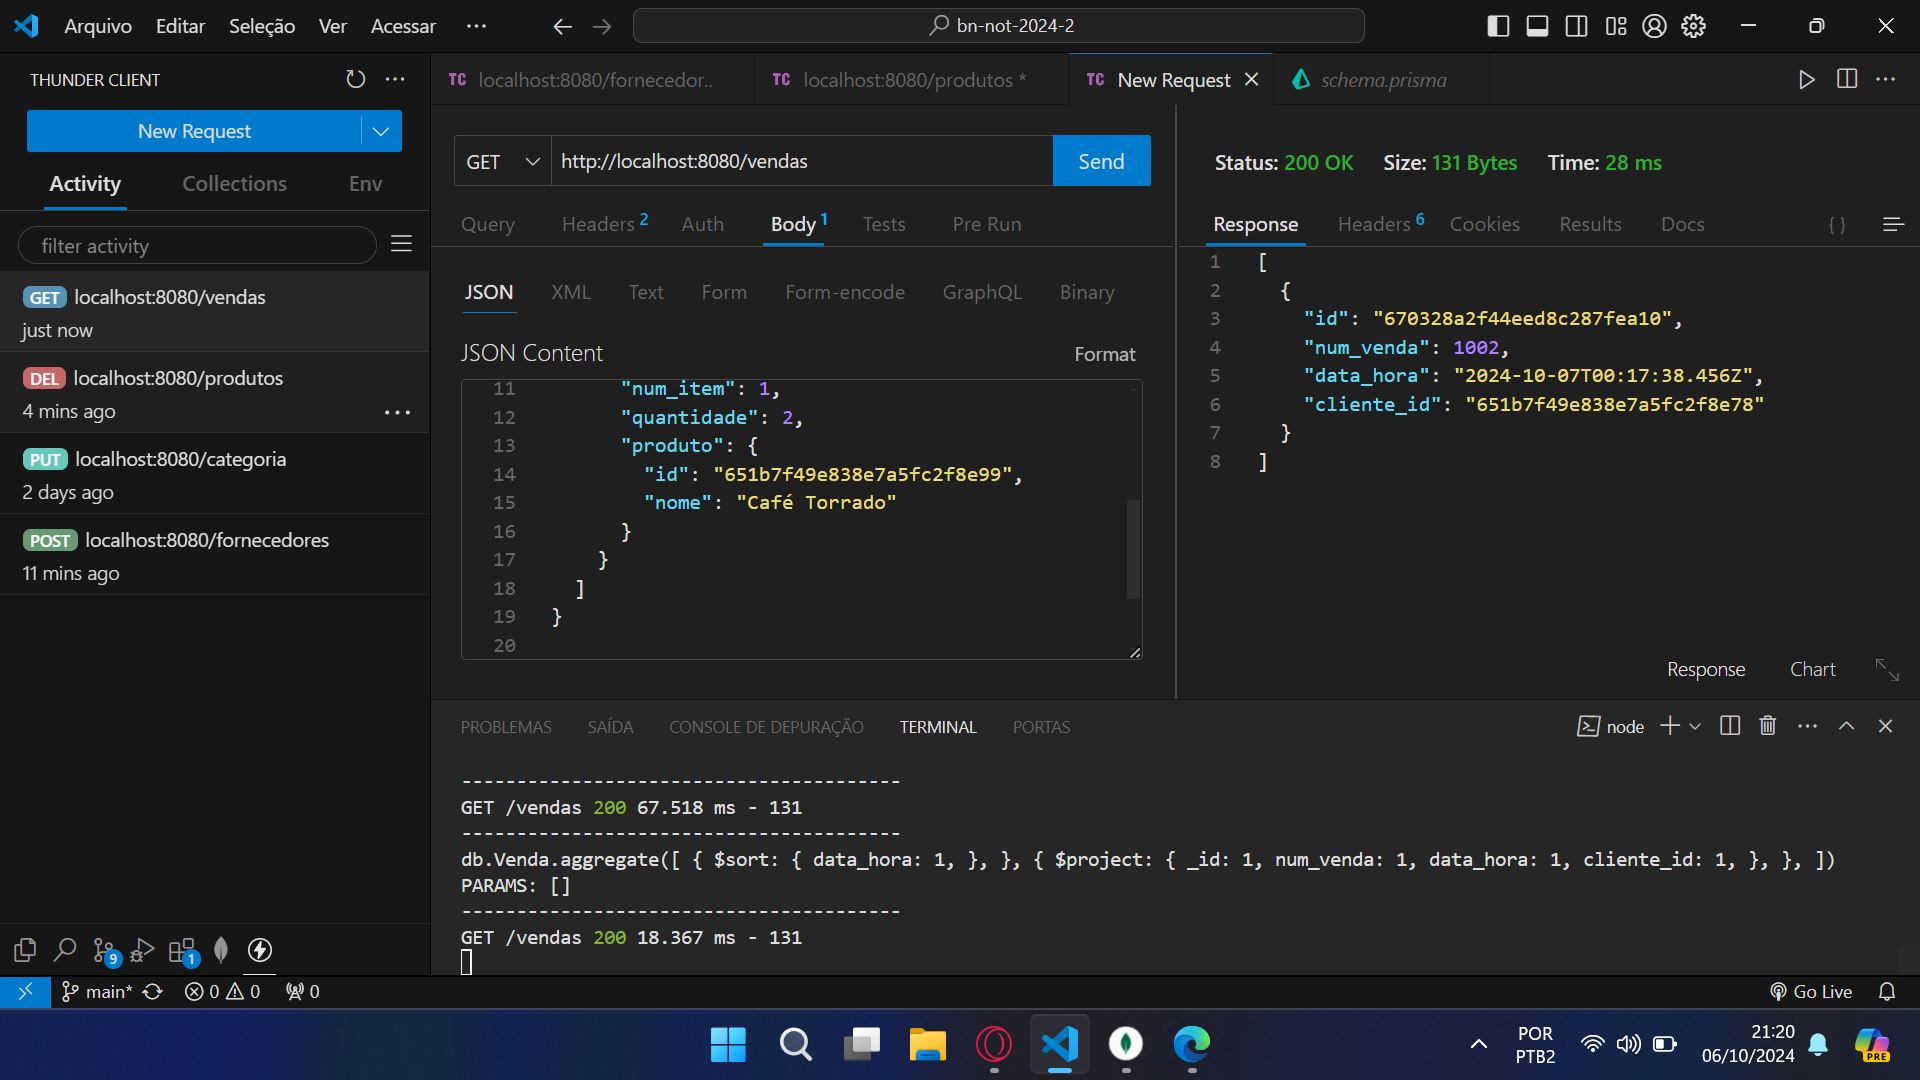 Arquivo Editar Seleção Ver Acessar ···
bn-not-2024-2
THUNDER CLIENT
New Request
Activity Collections Env
filter activity
GET localhost:8080/vendas
just now
DEL localhost:8080/produtos
4 mins ago
PUT localhost:8080/categoria
2 days ago
POST localhost:8080/fornecedores
11 mins ago
TC localhost:8080/fornecedor..
TC localhost:8080/produtos *
TC New Request
schema.prisma
GET http://localhost:8080/vendas Send
Query Headers 2 Auth Body 1 Tests Pre Run
JSON XML Text Form Form-encode GraphQL Binary
JSON Content Format
11 "num_item": 1,
12 "quantidade": 2,
13 "produto": {
14 "id": "651b7f49e838e7a5fc2f8e99",
15 "nome": "Café Torrado"
16 }
17 }
18 ]
19 }
20
Status: 200 OK Size: 131 Bytes Time: 28 ms
Response Headers 6 Cookies Results Docs { }
1 [
2 {
3 "id": "670328a2f44eed8c287fea10",
4 "num_venda": 1002,
5 "data_hora": "2024-10-07T00:17:38.456Z",
6 "cliente_id": "651b7f49e838e7a5fc2f8e78"
7 }
8 ]
Response Chart
PROBLEMAS SAÍDA CONSOLE DE DEPURAÇÃO TERMINAL PORTAS
node
----------------------------------------
GET /vendas 200 67.518 ms - 131
----------------------------------------
db.Venda.aggregate([ { $sort: { data_hora: 1, }, }, { $project: { _id: 1, num_venda: 1, data_hora: 1, cliente_id: 1, }, }, ])
PARAMS: []
----------------------------------------
GET /vendas 200 18.367 ms - 131
9 1
main* 0 0 0
Go Live
POR
PTB2
21:20
06/10/2024
PRE